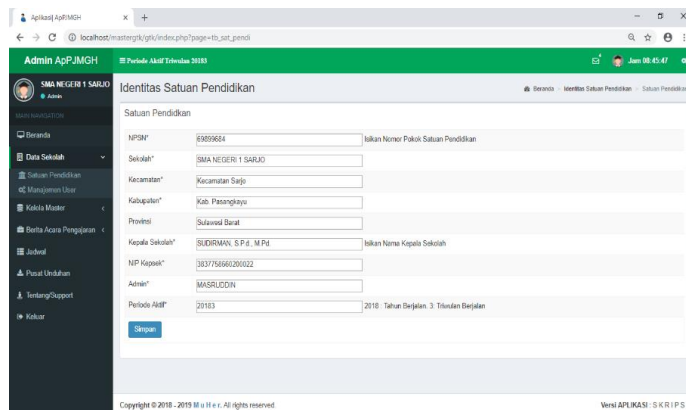 Aplikasi ApPJMGH
localhost/mastergtk/gtk/index.php?page=tb_sat_pendi
Admin ApPJMGH
Periode Aktif Triwulan 20183
Jam 08:45:47
SMA NEGERI 1 SARJO
Admin
MAIN NAVIGATION
Beranda
Data Sekolah
Satuan Pendidikan
Manajemen User
Kelola Master
Berita Acara Pengajaran
Jadwal
Pusat Unduhan
Tentang/Support
Keluar
Identitas Satuan Pendidikan
Beranda > Identitas Satuan Pendidikan > Satuan Pendidikan
Satuan Pendidkan
NPSN* 69899684 Isikan Nomor Pokok Satuan Pendidikan
Sekolah* SMA NEGERI 1 SARJO
Kecamatan* Kecamatan Sarjo
Kabupaten* Kab. Pasangkayu
Provinsi Sulawesi Barat
Kepala Sekolah* SUDIRMAN, S.Pd., M.Pd Isikan Nama Kepala Sekolah
NIP Kepsek* 3837758660200022
Admin* MASRUDDIN
Periode Aktif* 20183 2018 : Tahun Berjalan. 3: Triwulan Berjalan
Simpan
Copyright © 2018 - 2019 M u H e r. All rights reserved
Versi APLIKASI : S K R I P S